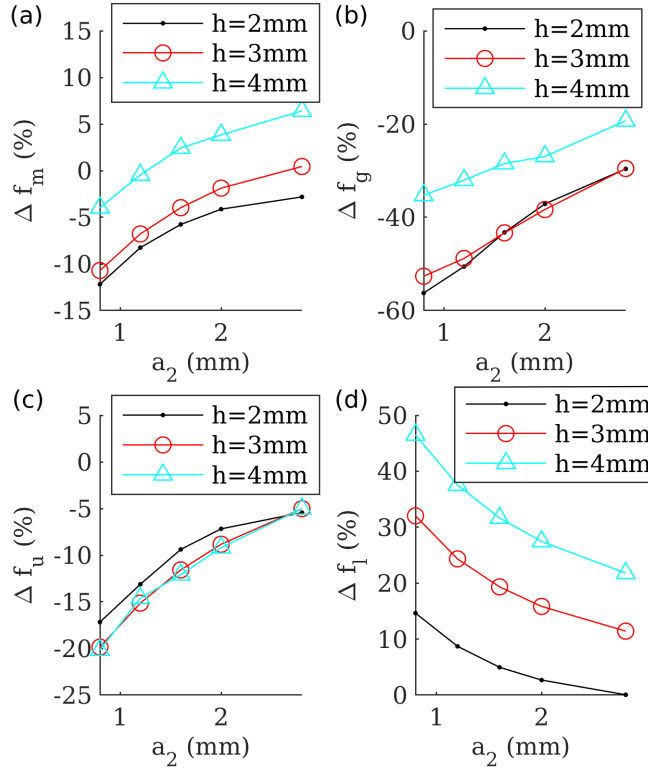 (a)
h=2mm
h=3mm
h=4mm
15
10
5
0
-5
-10
-15
Δ f_m (%)
1
2
a_2 (mm)
(b)
h=2mm
h=3mm
h=4mm
0
-20
-40
-60
Δ f_g (%)
1
2
a_2 (mm)
(c)
h=2mm
h=3mm
h=4mm
5
0
-5
-10
-15
-20
-25
Δ f_u (%)
1
2
a_2 (mm)
(d)
h=2mm
h=3mm
h=4mm
50
40
30
20
10
0
Δ f_l (%)
1
2
a_2 (mm)